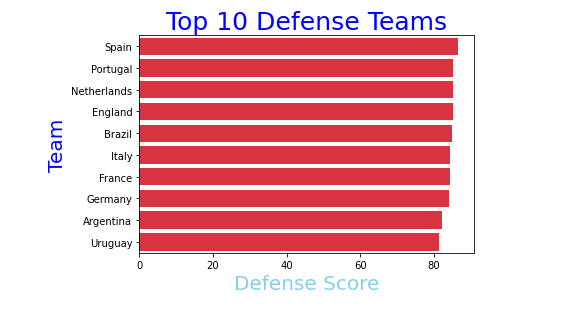 Top 10 Defense Teams
Team
Spain
Portugal
Netherlands
England
Brazil
Italy
France
Germany
Argentina
Uruguay
0 20 40 60 80
Defense Score